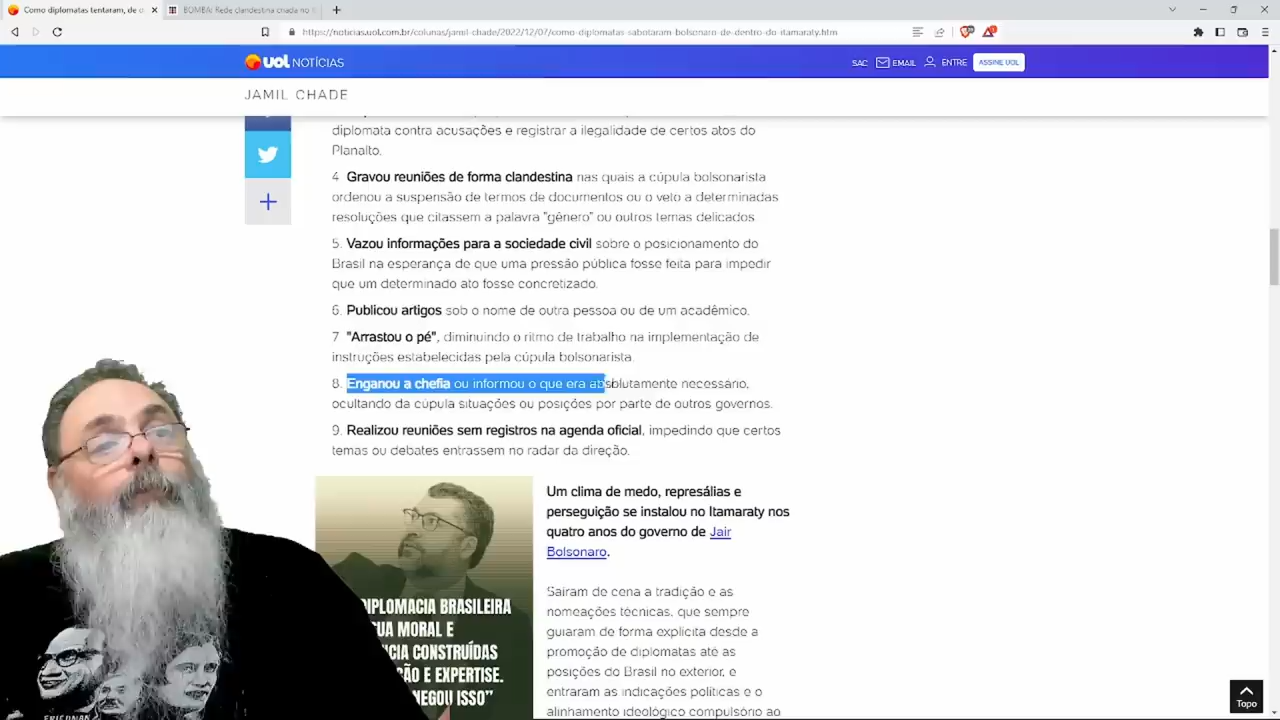 Como diplomatas tentaram, de d
BOMBA! Rede clandestina criada no I
https://noticias.uol.com.br/colunas/jamil-chade/2022/12/07/como-diplomatas-sabotaram-bolsonaro-de-dentro-do-itamaraty.htm
UOL NOTÍCIAS
SAC EMAIL ENTRE ASSINE UOL
JAMIL CHADE
diplomata contra acusações e registrar a ilegalidade de certos atos do
Planalto.
4. Gravou reuniões de forma clandestina nas quais a cúpula bolsonarista
ordenou a suspensão de termos de documentos ou o veto a determinadas
resoluções que citassem a palavra "gênero" ou outros temas delicados
5. Vazou informações para a sociedade civil sobre o posicionamento do
Brasil na esperança de que uma pressão pública fosse feita para impedir
que um determinado ato fosse concretizado.
6. Publicou artigos sob o nome de outra pessoa ou de um acadêmico.
7 "Arrastou o pé", diminuindo o ritmo de trabalho na implementação de
instruções estabelecidas pela cúpula bolsonarista.
8. Enganou a chefia ou informou o que era absolutamente necessário,
ocultando da cúpula situações ou posições por parte de outros governos.
9. Realizou reuniões sem registros na agenda oficial, impedindo que certos
temas ou debates entrassem no radar da direção.
Um clima de medo, represálias e
perseguição se instalou no Itamaraty nos
quatro anos do governo de Jair
Bolsonaro.
Saíram de cena a tradição e as
nomeações técnicas, que sempre
guiaram de forma explícita desde a
promoção de diplomatas até as
posições do Brasil no exterior, e
entraram as indicações políticas e o
alinhamento ideológico compulsório ao
DIPLOMACIA BRASILEIRA
GUA MORAL E
NCIA CONSTRUÍDAS
ÇÃO E EXPERTISE.
NEGOU ISSO"
FRIEDMAN
Topo